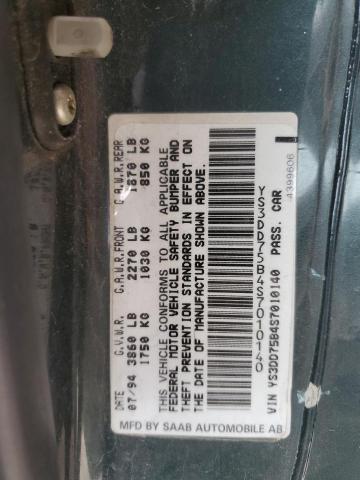 DATE G.V.W.R. G.A.W.R.FRONT G.A.W.R.REAR
07/94 3860 LB 2270 LB 1870 LB
1750 KG 1030 KG 850 KG
THIS VEHICLE CONFORMS TO ALL APPLICABLE
FEDERAL MOTOR VEHICLE SAFETY BUMPER AND
THEFT PREVENTION STANDARDS IN EFFECT ON
THE DATE OF MANUFACTURE SHOWN ABOVE.
YS3DD75B4S7010140
4399606
VIN YS3DD75B4S7010140 PASS. CAR
MFD BY SAAB AUTOMOBILE AB